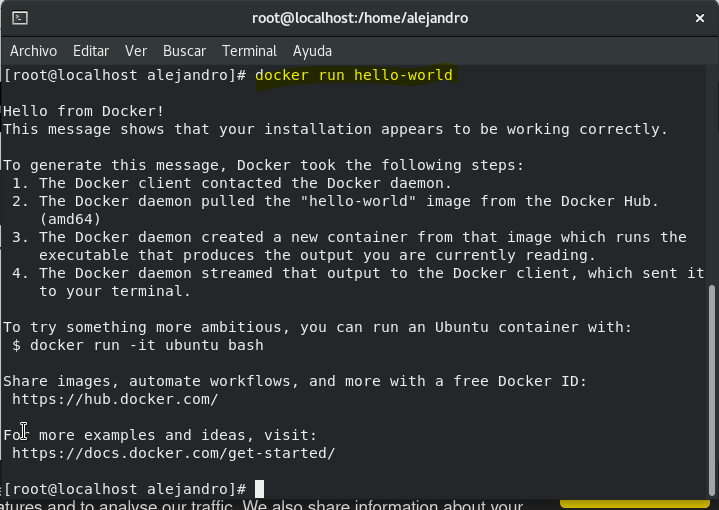 root@localhost:/home/alejandro
Archivo Editar Ver Buscar Terminal Ayuda
[root@localhost alejandro]# docker run hello-world
Hello from Docker!
This message shows that your installation appears to be working correctly.
To generate this message, Docker took the following steps:
1. The Docker client contacted the Docker daemon.
2. The Docker daemon pulled the "hello-world" image from the Docker Hub.
(amd64)
3. The Docker daemon created a new container from that image which runs the
executable that produces the output you are currently reading.
4. The Docker daemon streamed that output to the Docker client, which sent it
to your terminal.
To try something more ambitious, you can run an Ubuntu container with:
$ docker run -it ubuntu bash
Share images, automate workflows, and more with a free Docker ID:
https://hub.docker.com/
For more examples and ideas, visit:
https://docs.docker.com/get-started/
[root@localhost alejandro]#
and to analyse our traffic. We also share information about your